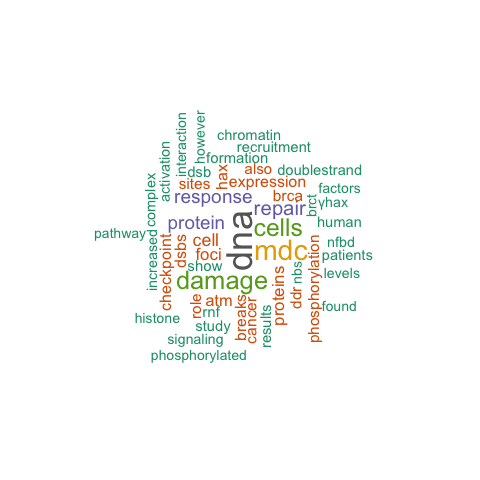 chromatin
recruitment
however
interaction
formation
activation
dsb
hax
also
doublestrand
sites
expression
factors
response
brca
brct
yhax
complex
repair
protein
human
pathway
dna
cells
cell
nfbd
increased
checkpoint
dsbs
foci
mdc
patients
show
damage
nbs
levels
phosphorylation
proteins
ddr
role
atm
rnf
breaks
cancer
found
histone
study
results
signaling
phosphorylated